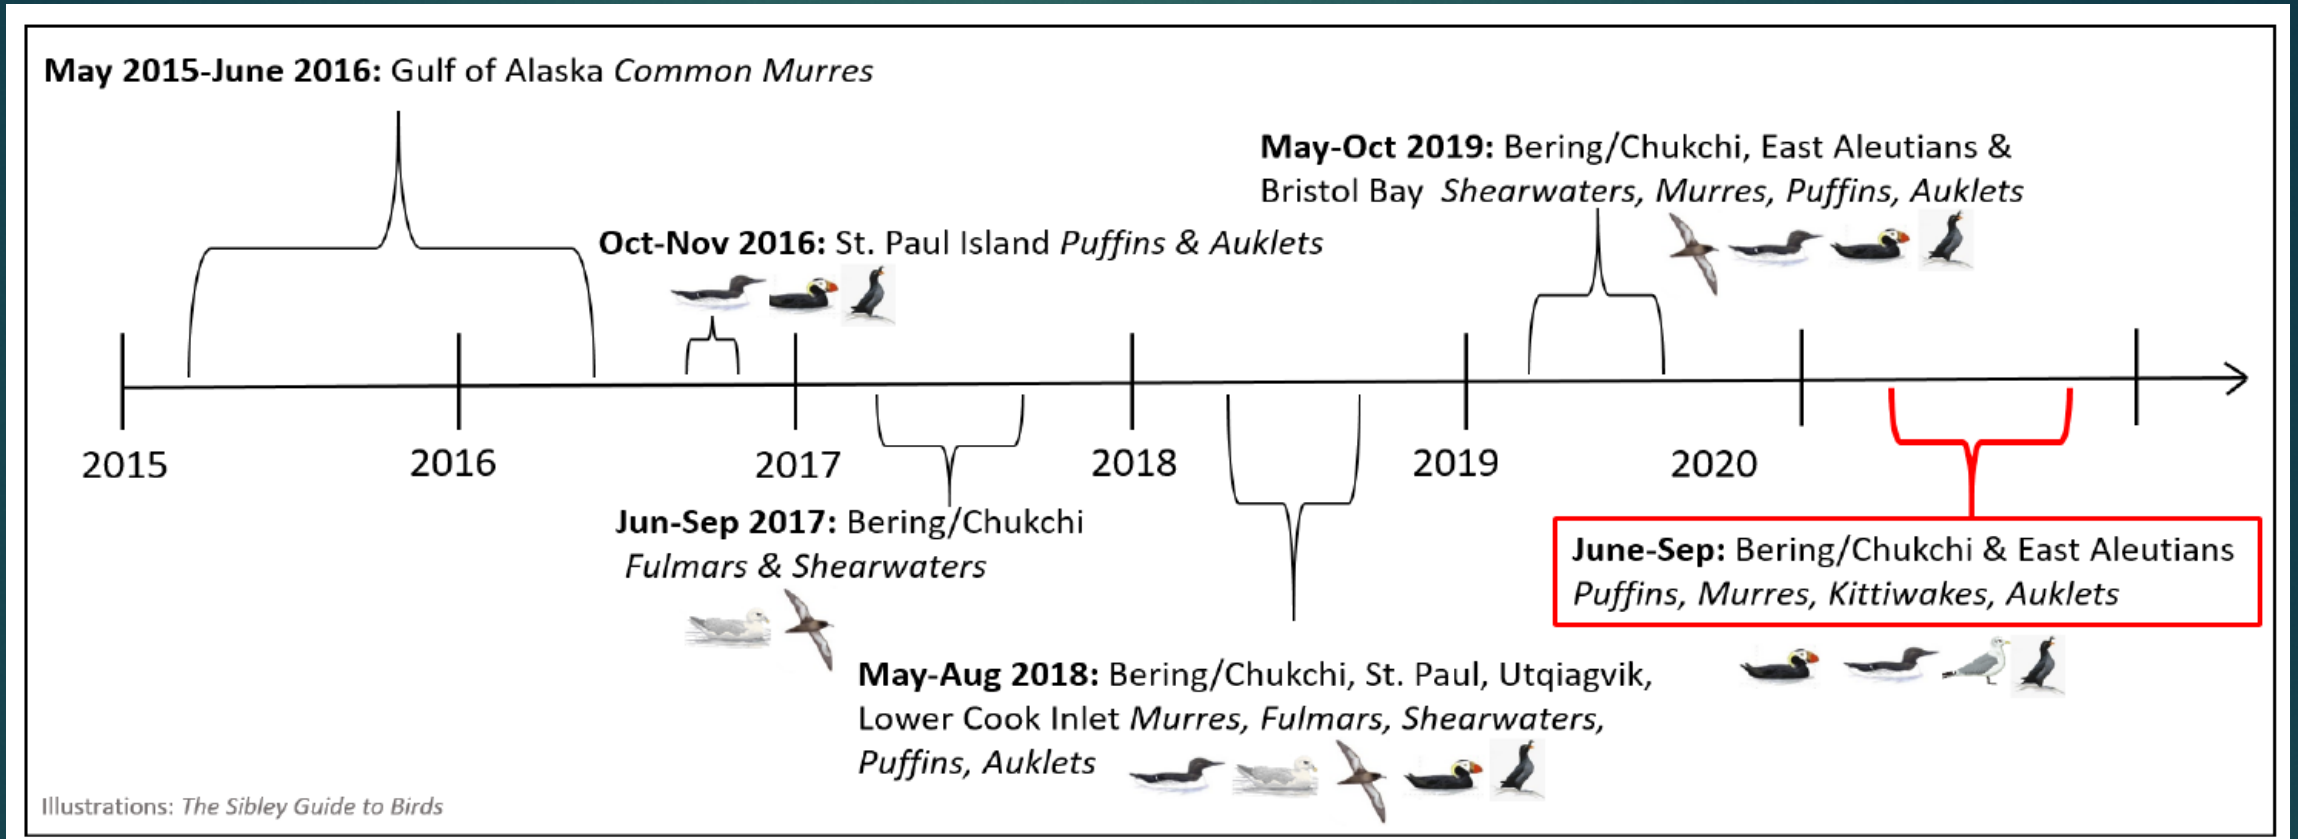 May 2015-June 2016: Gulf of Alaska Common Murres
May-Oct 2019: Bering/Chukchi, East Aleutians &
Bristol Bay Shearwaters, Murres, Puffins, Auklets
Oct-Nov 2016: St. Paul Island Puffins & Auklets
2015
2016
2017
2018
2019
2020
Jun-Sep 2017: Bering/Chukchi
Fulmars & Shearwaters
June-Sep: Bering/Chukchi & East Aleutians
Puffins, Murres, Kittiwakes, Auklets
May-Aug 2018: Bering/Chukchi, St. Paul, Utqiagvik,
Lower Cook Inlet Murres, Fulmars, Shearwaters,
Puffins, Auklets
Illustrations: The Sibley Guide to Birds